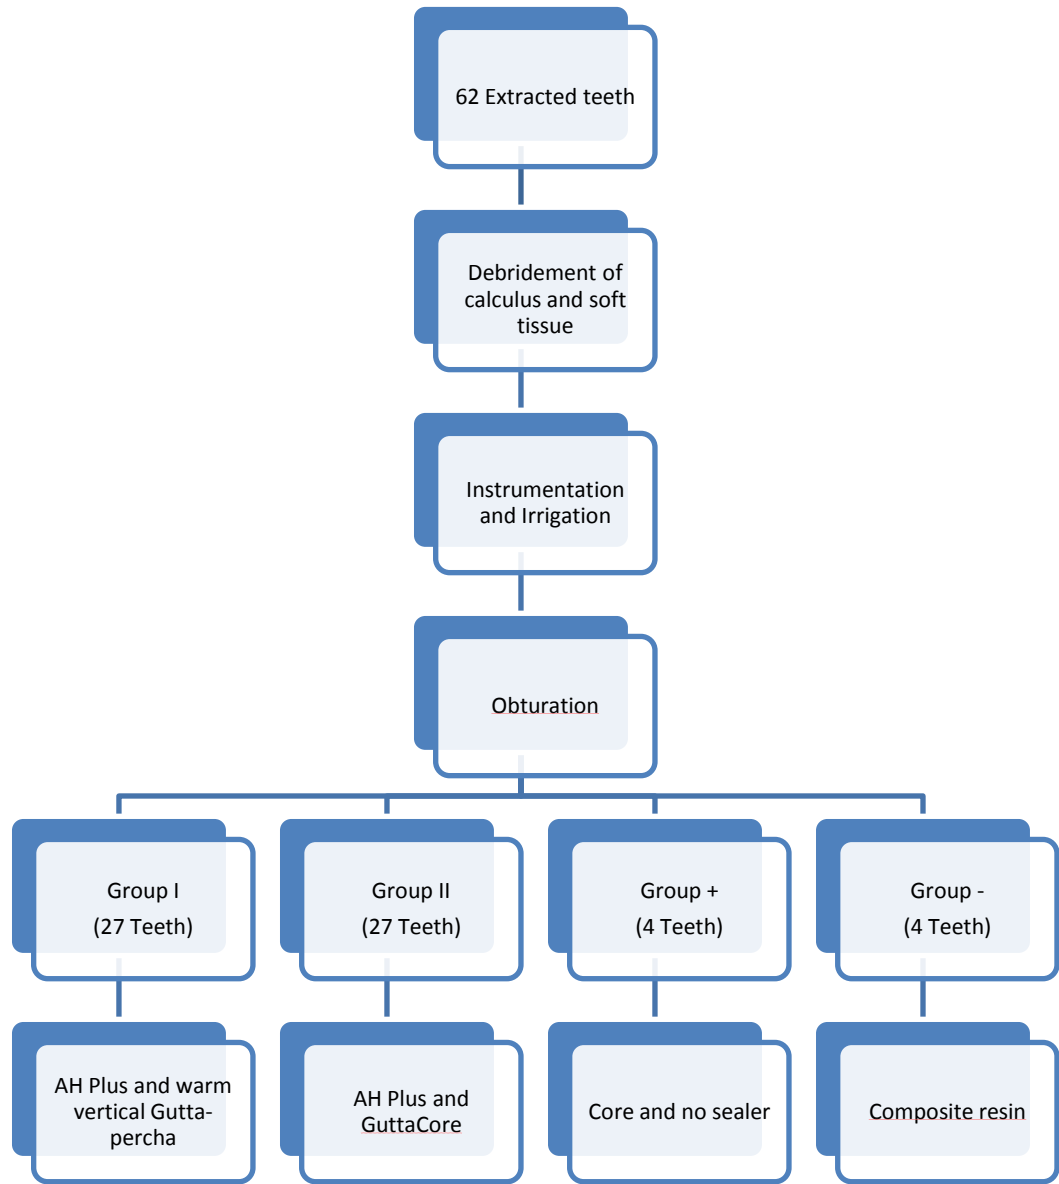 62 Extracted teeth
Debridement of
calculus and soft
tissue
Instrumentation
and Irrigation
Obturation
Group I
(27 Teeth)
Group II
(27 Teeth)
Group +
(4 Teeth)
Group -
(4 Teeth)
AH Plus and warm
vertical Gutta-
percha
AH Plus and
GuttaCore
Core and no sealer
Composite resin